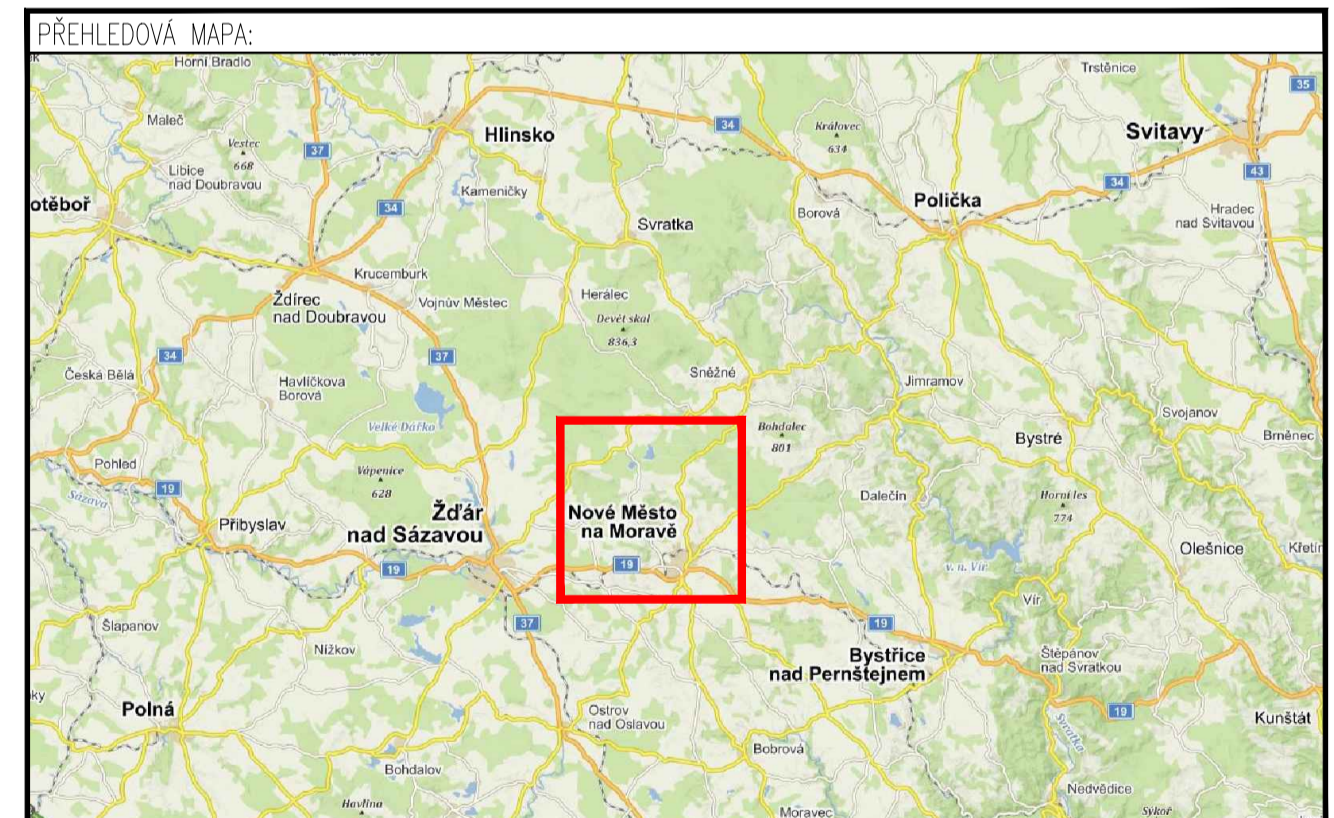 PŘEHLEDOVÁ MAPA:
Horní Bradlo
Trstěnice
35
Maleč
34
Královec
634
Hlinsko
Svitavy
Vestec
668
37
Libice
nad Doubravou
43
34
Kameničky
otěboř
34
Polička
Borová
Hradec
nad Svitavou
Svratka
Krucemburk
Ždírec
nad Doubravou
Vojnův Městec
Herálec
Devět skal
836,3
34
37
Česká Bělá
Havlíčkova
Borová
Sněžné
Jimramov
Velké Dářko
Svojanov
Bohdalec
801
Bystré
Brněnec
Pohled
Vápenice
628
19
Sázava
Dalečín
Horní les
774
Žďár
nad Sázavou
Nové Město
na Moravě
Přibyslav
Olešnice
19
19
v. n. Vír
Vír
Šlapanov
37
19
Nížkov
Bystřice
nad Pernštejnem
Štěpánov
nad Svratkou
ky
Polná
Ostrov
nad Oslavou
19
Kunštát
Svratka
Bobrová
Bohdalov
Nedvědice
Havlina
Moravec
Sýkoř